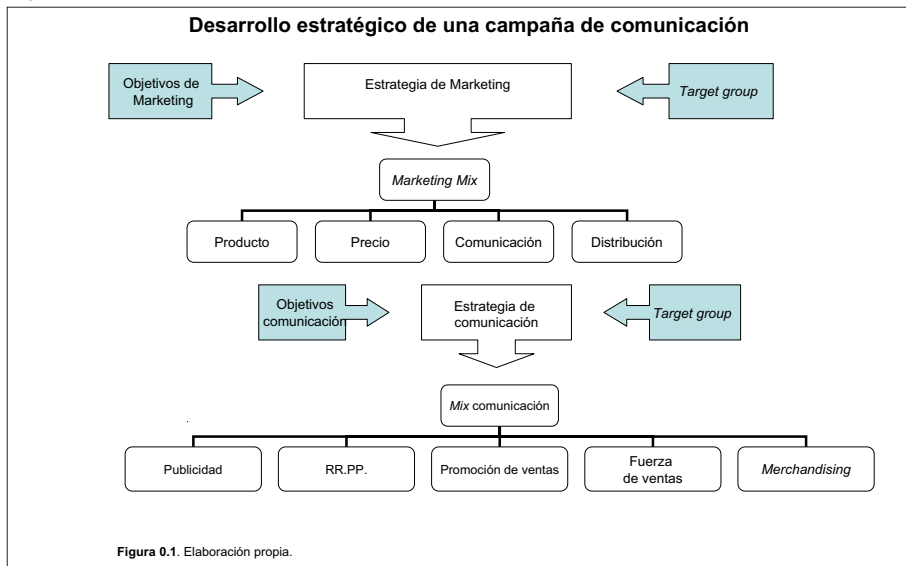 Desarrollo estratégico de una campaña de comunicación
Objetivos de
Marketing
Estrategia de Marketing
Target group
Marketing Mix
Producto
Precio
Comunicación
Distribución
Objetivos
comunicación
Estrategia de
comunicación
Target group
Mix comunicación
Publicidad
RR.PP.
Promoción de ventas
Fuerza
de ventas
Merchandising
Figura 0.1. Elaboración propia.